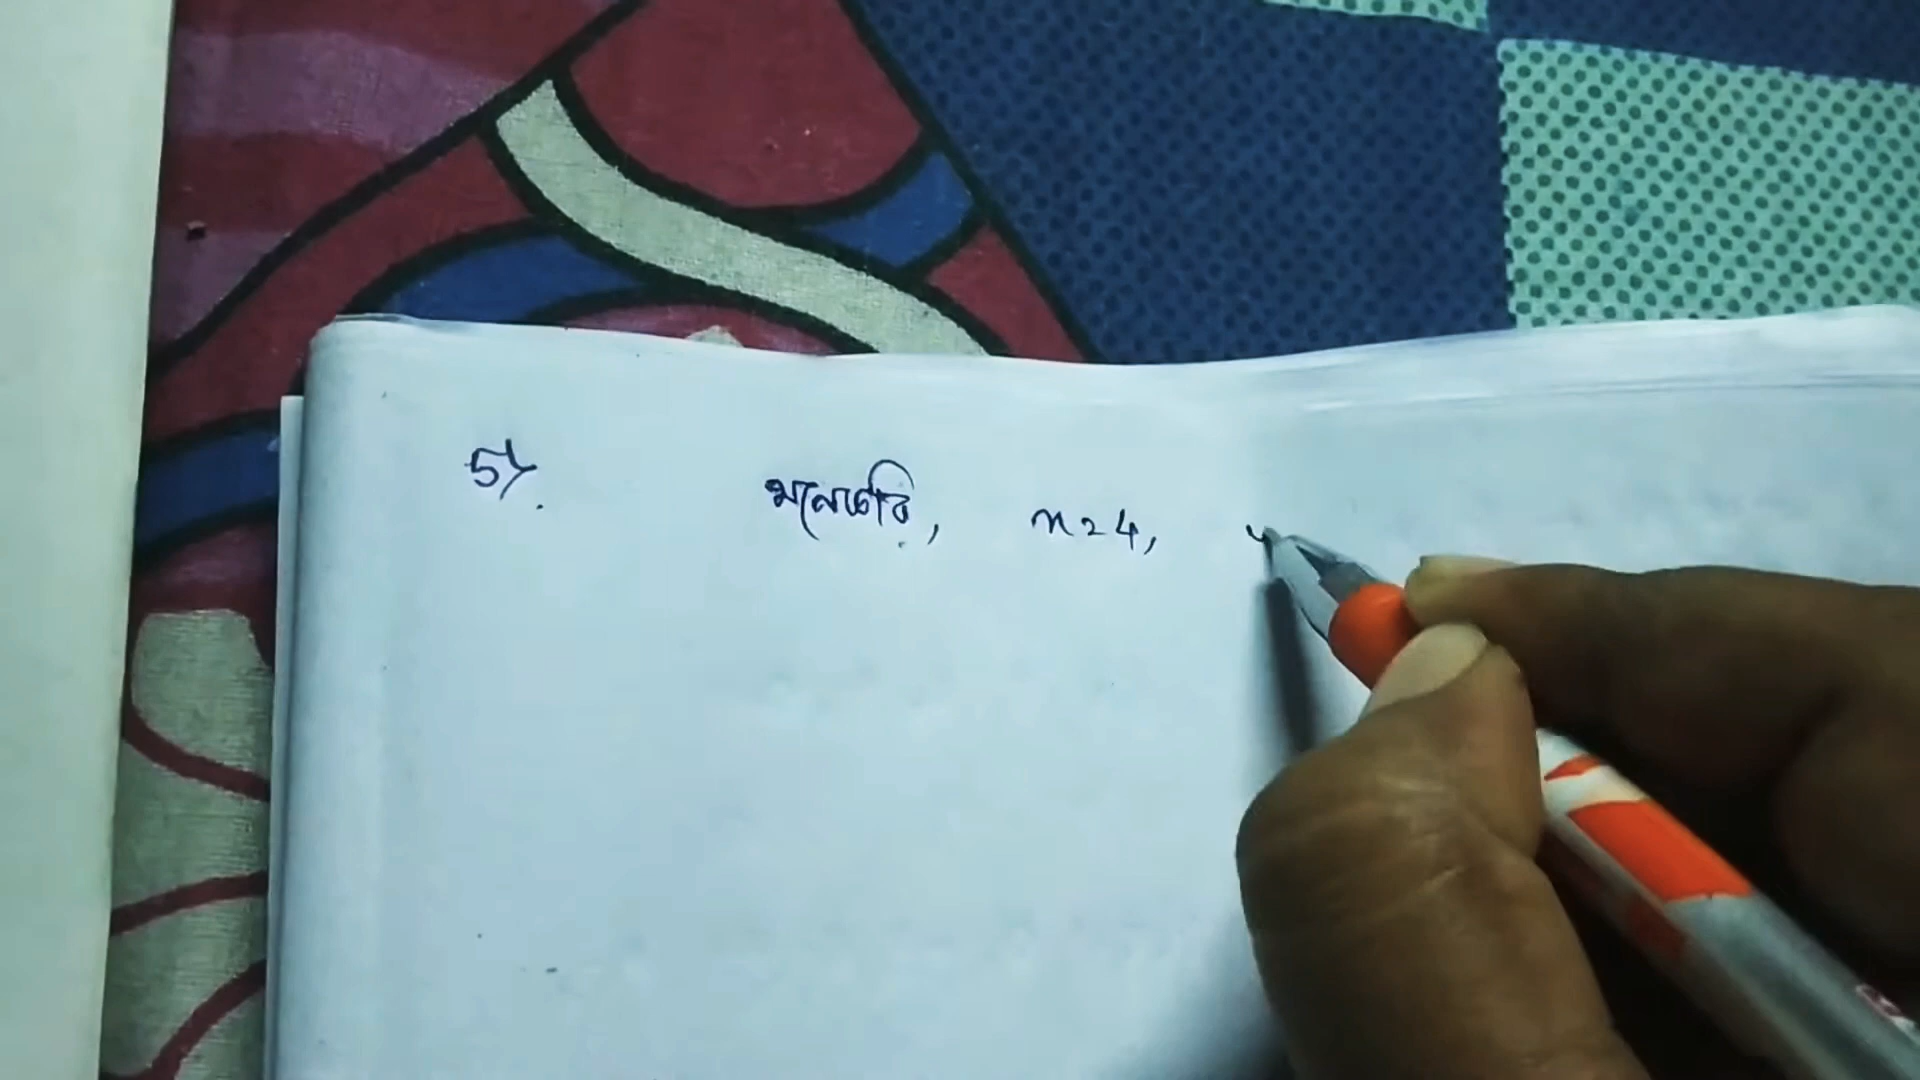 5) মনেকরি, x = 4,